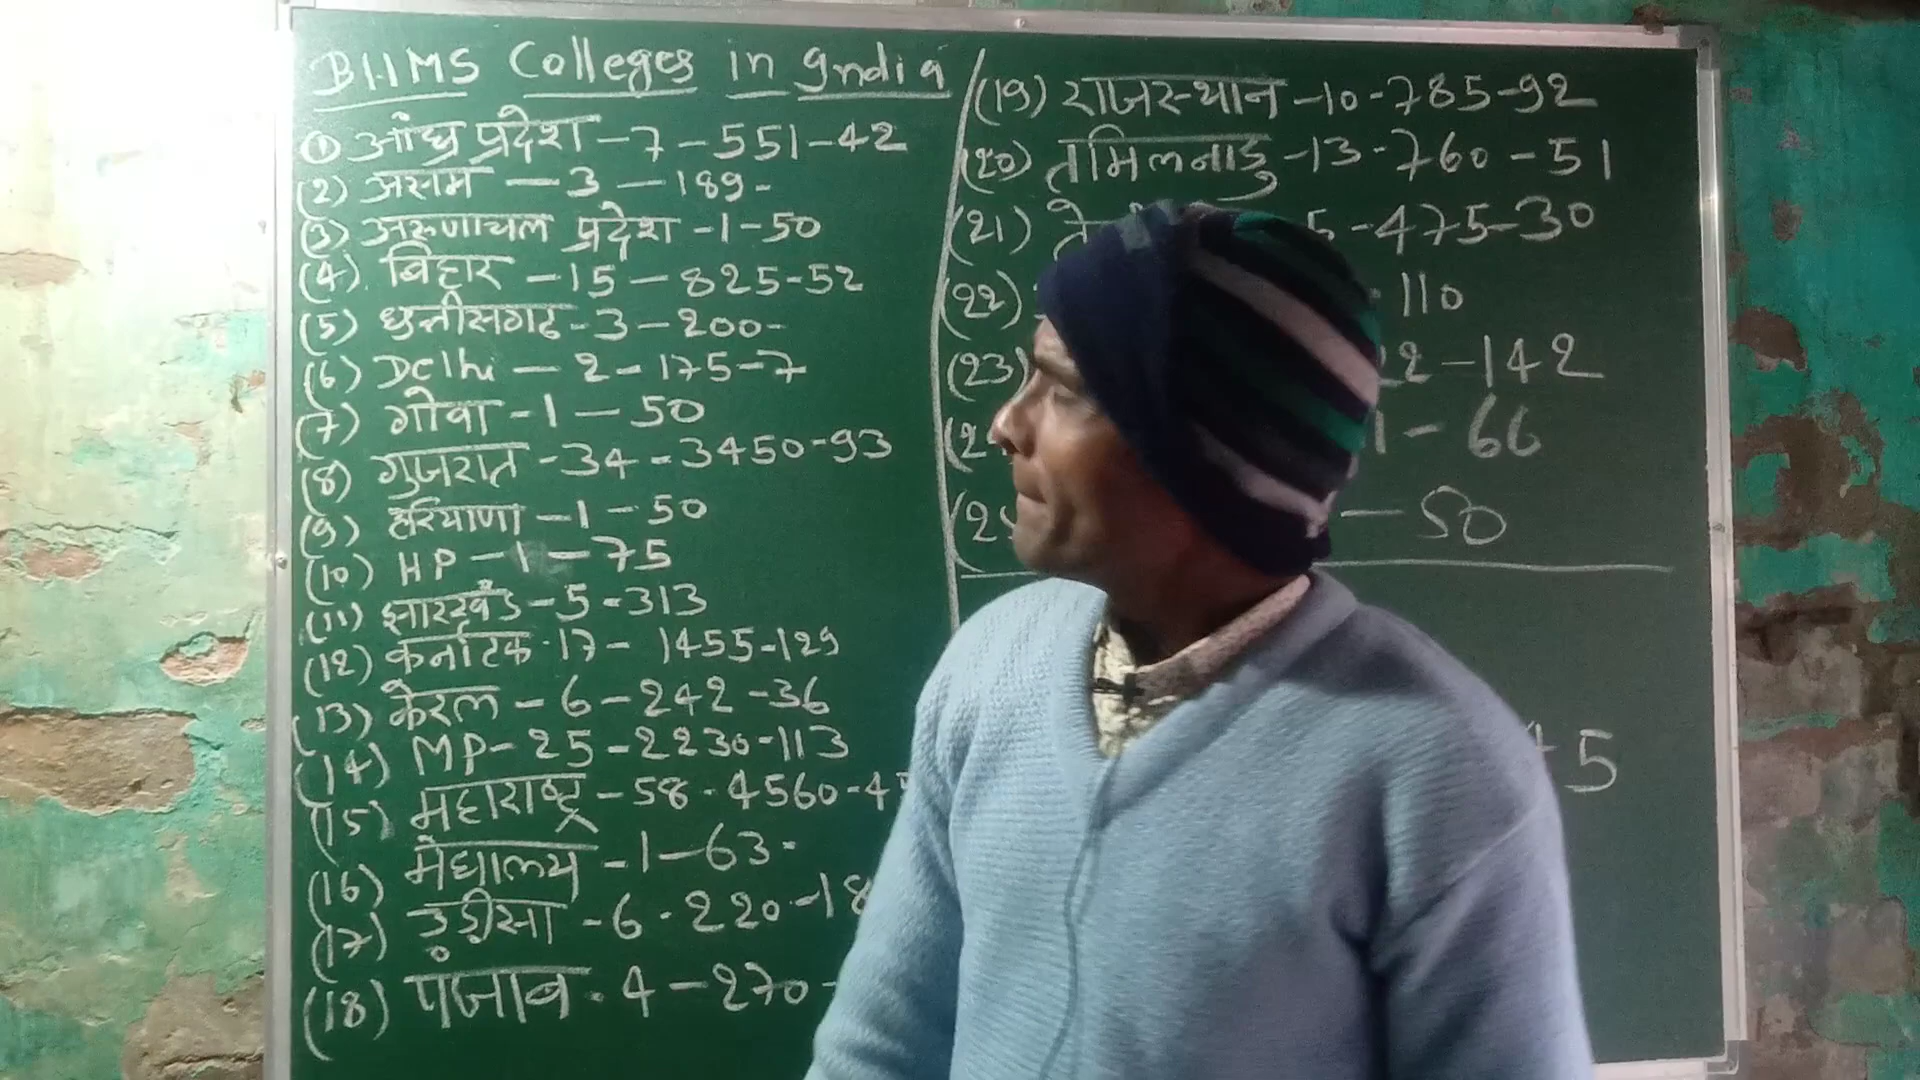 BHMS Colleges in India
(1) आंध्र प्रदेश - 7 - 551 - 42
(2) असम - 3 - 189 -
(3) अरुणाचल प्रदेश - 1 - 50
(4) बिहार - 15 - 825 - 52
(5) छत्तीसगढ - 3 - 200 -
(6) Delhi - 2 - 175 - 7
(7) गोवा - 1 - 50
(8) गुजरात - 34 - 3450 - 93
(9) हरियाणा - 1 - 50
(10) HP - 1 - 75
(11) झारखंड - 5 - 313
(12) कर्नाटक - 17 - 1455 - 129
(13) केरल - 6 - 242 - 36
(14) MP - 25 - 2230 - 113
(15) महाराष्ट्र - 58 - 4560 -
(16) मेघालय - 1 - 63 -
(17) उड़ीसा - 6 - 220 - 18
(18) पंजाब - 4 - 270 -
(19) राजस्थान - 10 - 785 - 92
(20) तमिलनाडु - 13 - 760 - 51
(21) 5 - 475 - 30
(22) - 110
(23) 22 - 142
- 66
- 50
5